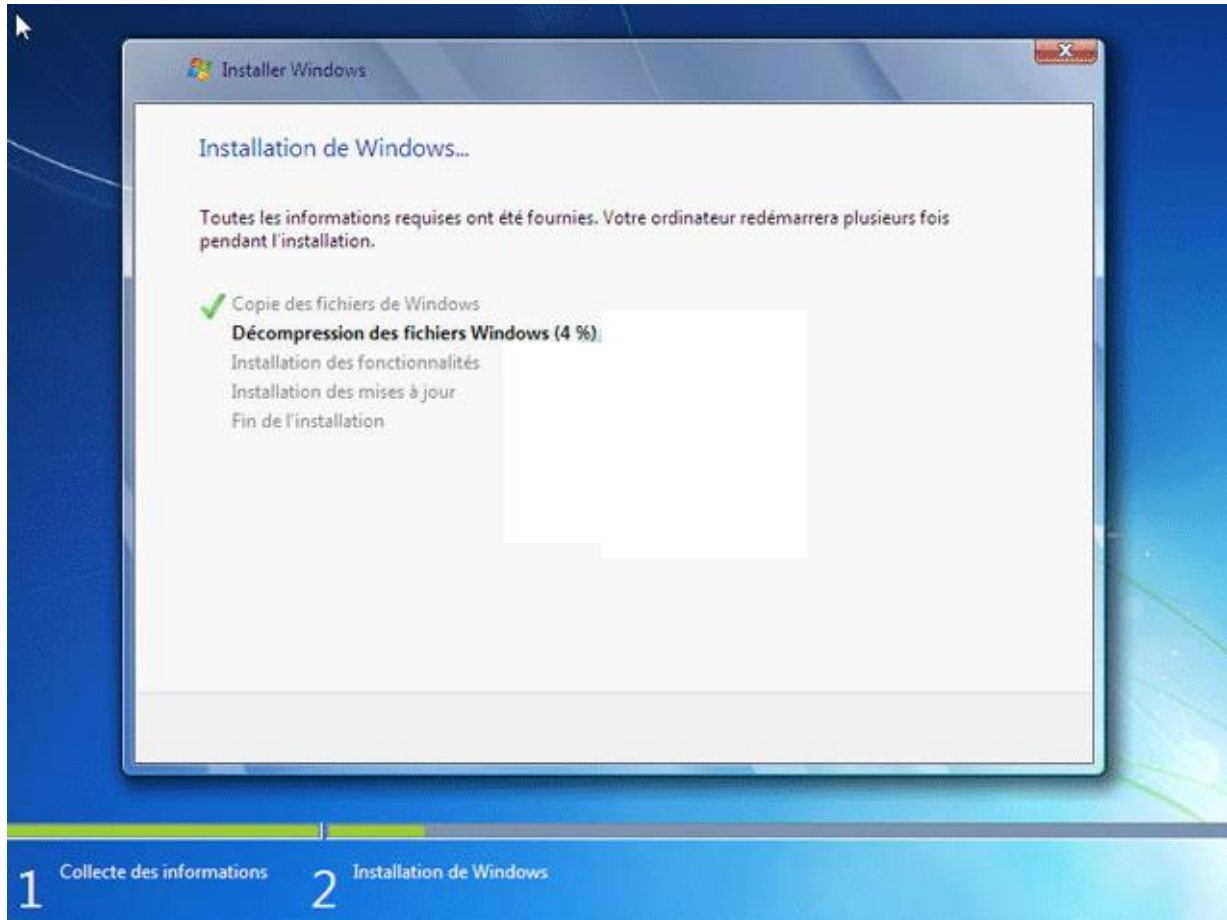 Installer Windows
Installation de Windows...
Toutes les informations requises ont été fournies. Votre ordinateur redémarrera plusieurs fois
pendant l'installation.
Copie des fichiers de Windows
Décompression des fichiers Windows (4 %)
Installation des fonctionnalités
Installation des mises à jour
Fin de l'installation
1 Collecte des informations 2 Installation de Windows